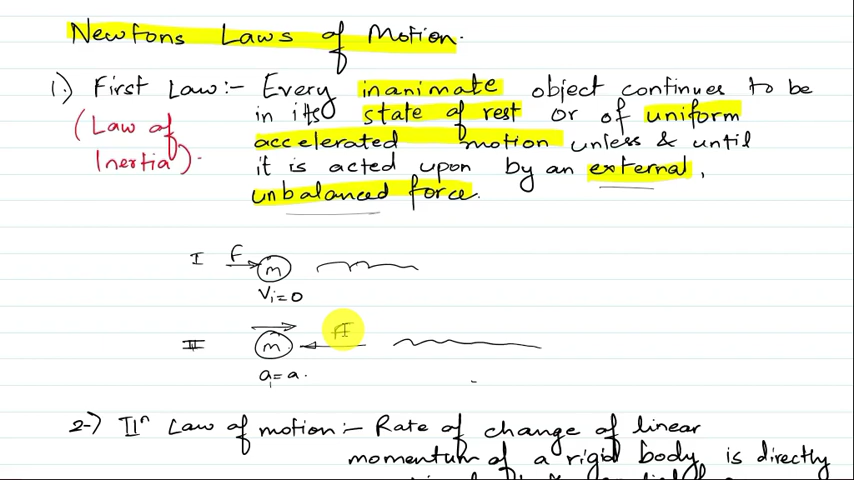 Newtons Laws of Motion.
1.) First Law:- Every inanimate object continues to be
(Law of Inertia).
in its state of rest or of uniform
accelerated motion unless & until
it is acted upon by an external,
unbalanced force.
I F m
Vi=0
II m
a1=a.
2-) IIn Law of motion:- Rate of change of linear
momentum of a rigid body, is directly